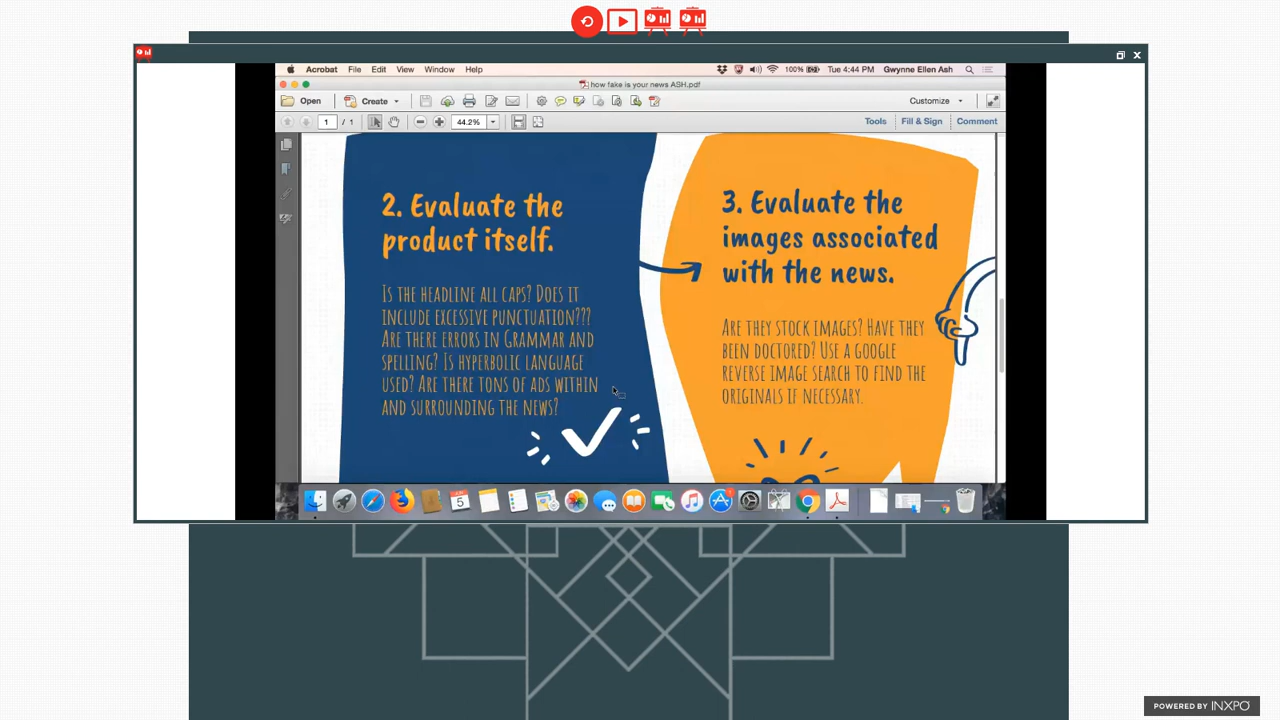 Acrobat File Edit View Window Help 100% Tue 4:44 PM Gwynne Ellen Ash
how fake is your news ASH.pdf
Open Create Customize
1 / 1 44.2% Tools Fill & Sign Comment
2. Evaluate the
product itself.
Is the headline all caps? Does it
include excessive punctuation???
Are there errors in Grammar and
spelling? Is hyperbolic language
used? Are there tons of ads within
and surrounding the news?
3. Evaluate the
images associated
with the news.
Are they stock images? Have they
been doctored? Use a google
reverse image search to find the
originals if necessary.
5
POWERED BY INXPO